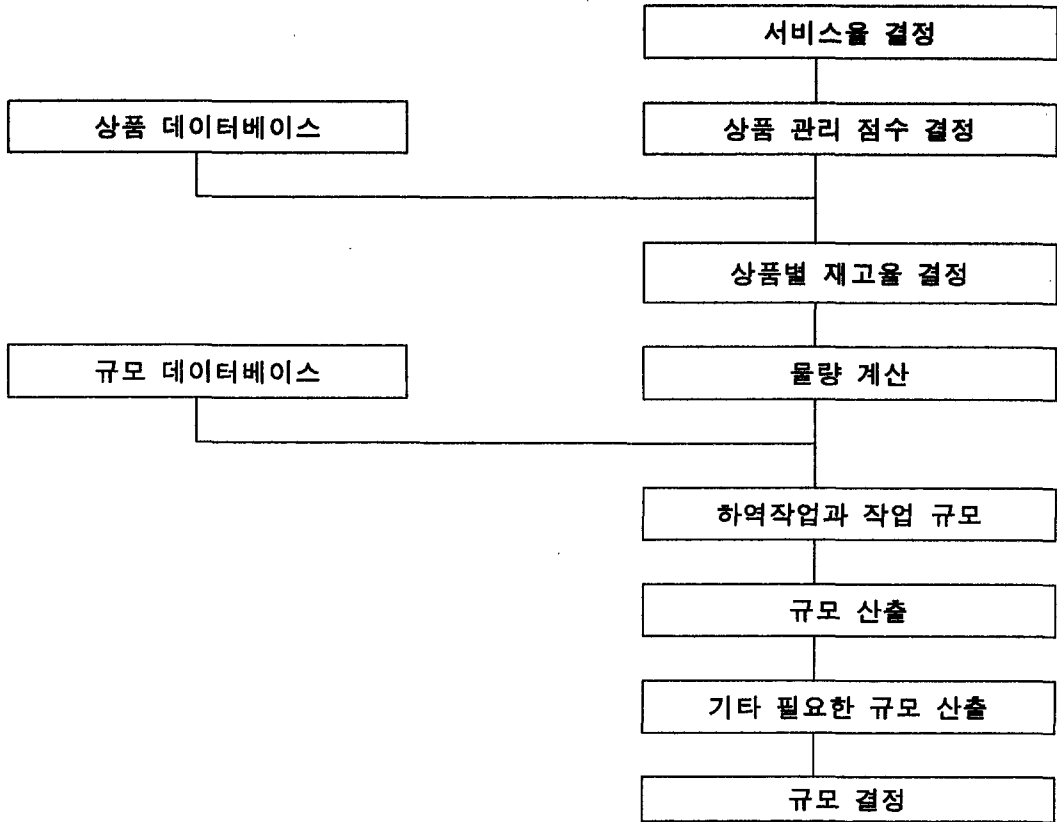 서비스율 결정
상품 데이터베이스
상품 관리 점수 결정
상품별 재고율 결정
규모 데이터베이스
물량 계산
하역작업과 작업 규모
규모 산출
기타 필요한 규모 산출
규모 결정